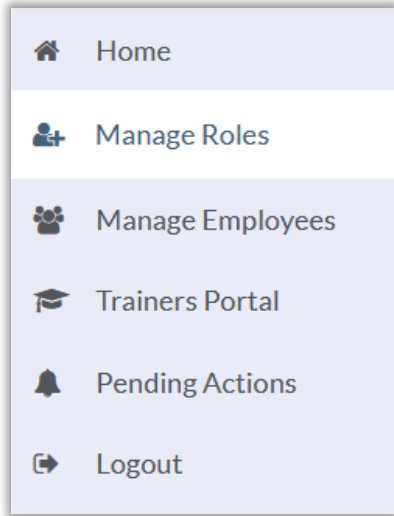 Home
Manage Roles
Manage Employees
Trainers Portal
Pending Actions
Logout